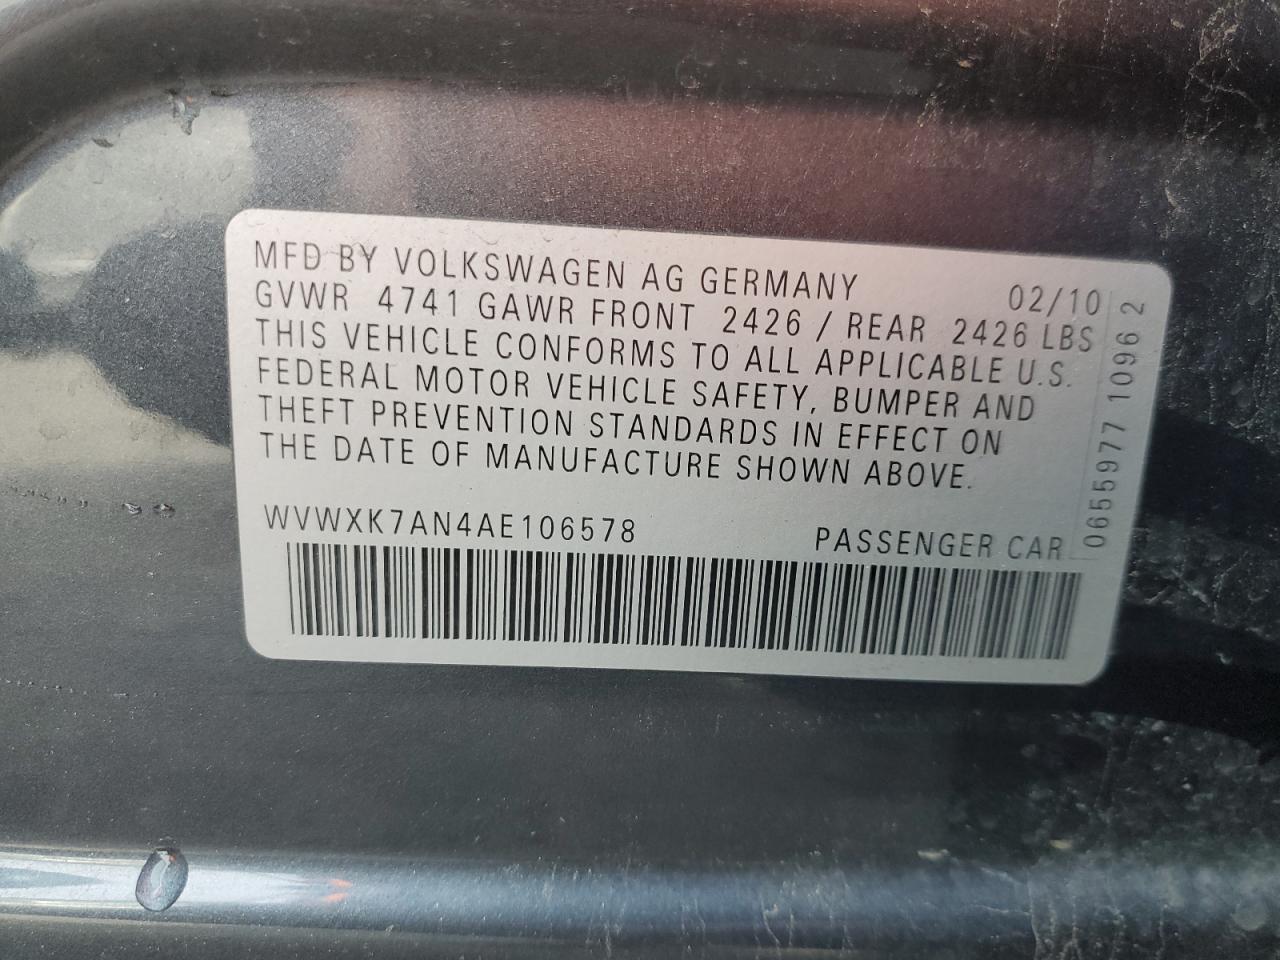 MFD BY VOLKSWAGEN AG GERMANY 02/10
GVWR 4741 GAWR FRONT 2426 / REAR 2426 LBS
THIS VEHICLE CONFORMS TO ALL APPLICABLE U.S.
FEDERAL MOTOR VEHICLE SAFETY, BUMPER AND
THEFT PREVENTION STANDARDS IN EFFECT ON
THE DATE OF MANUFACTURE SHOWN ABOVE.
WVWXK7AN4AE106578 PASSENGER CAR
0655977 1096 2